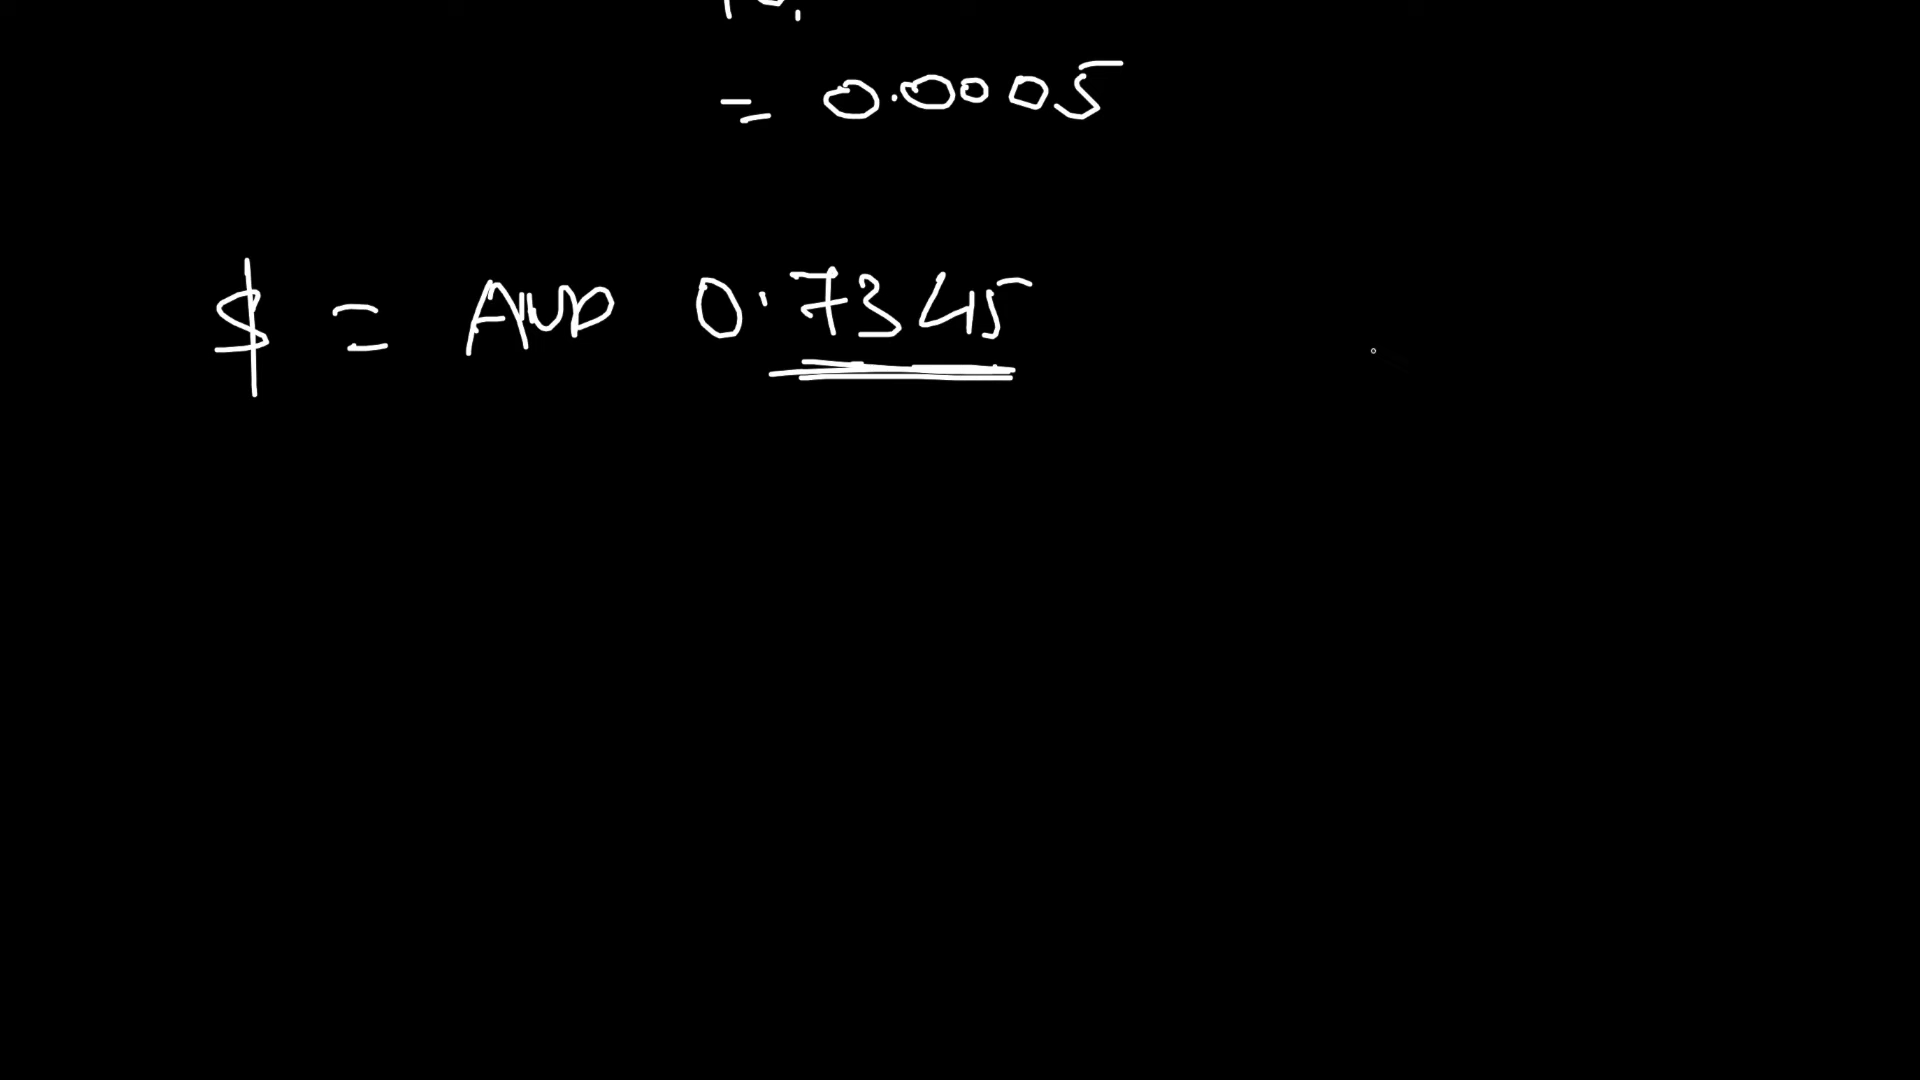 = 0.0005
$ = AUD 0.7345